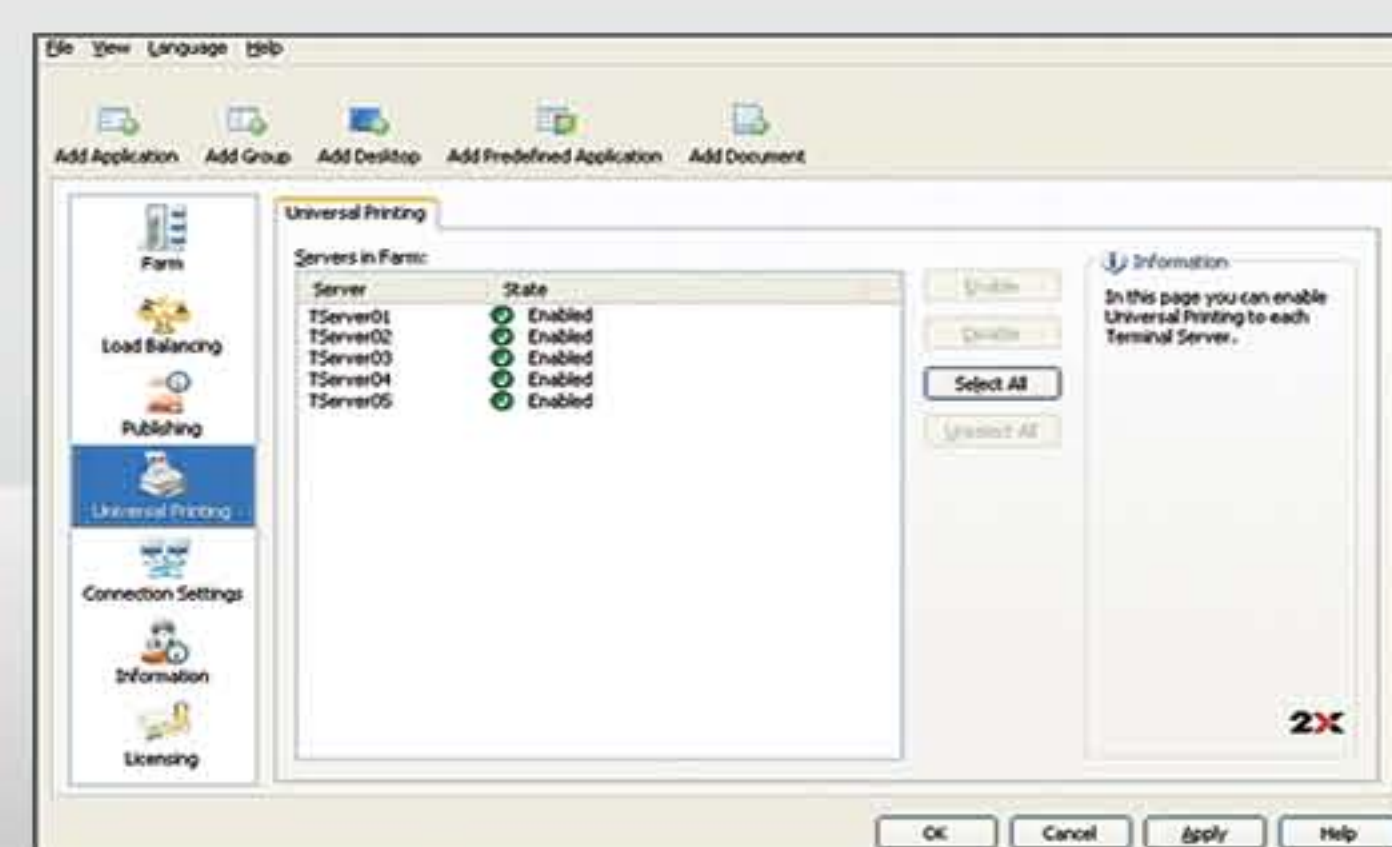 File View Language Help
Add Application Add Group Add Desktop Add Predefined Application Add Document
Farm
Load Balancing
Publishing
Universal Printing
Connection Settings
Information
Licensing
Universal Printing
Servers in Farm:
Server State
TServer01 Enabled
TServer02 Enabled
TServer03 Enabled
TServer04 Enabled
TServer05 Enabled
Enable
Disable
Select All
Unselect All
Information
In this page you can enable
Universal Printing to each
Terminal Server.
2X
OK Cancel Apply Help